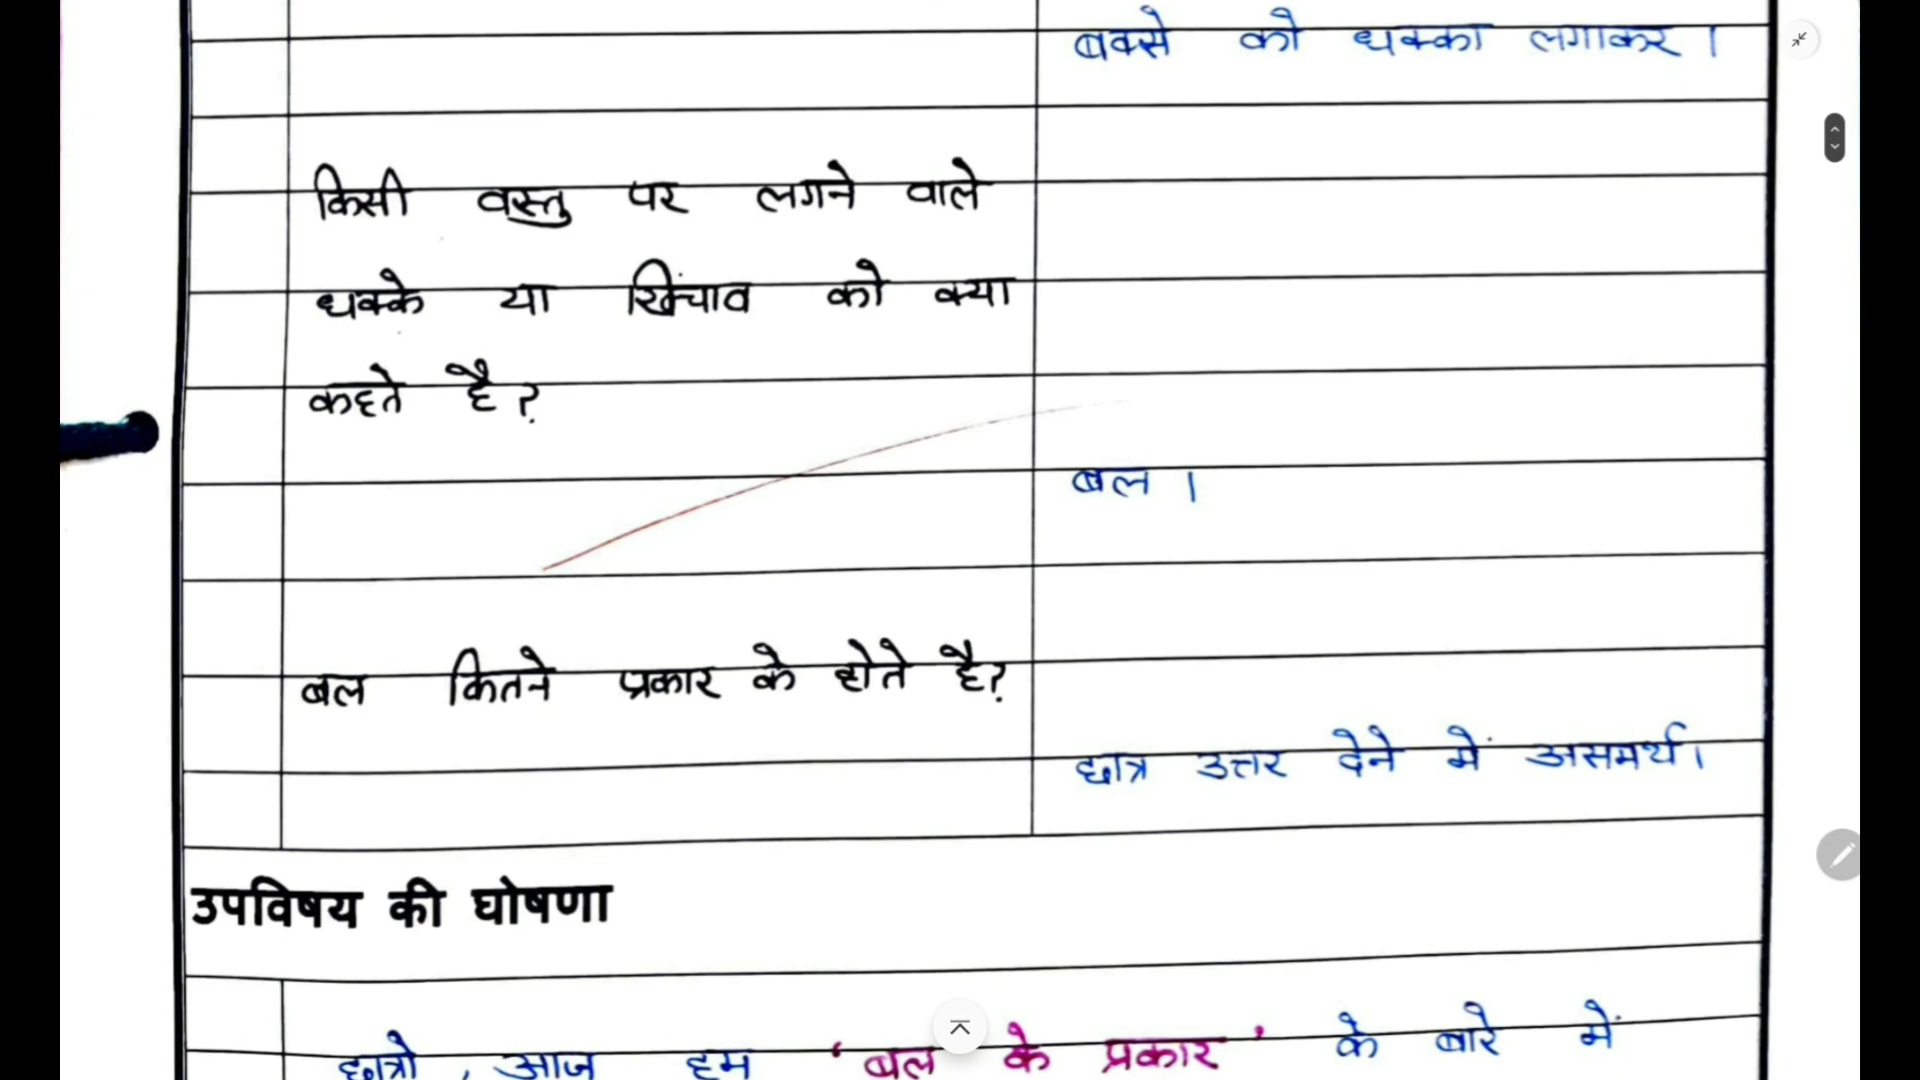 बक्से को धक्का लगाकर।
किसी वस्तु पर लगने वाले
धक्के या खिंचाव को क्या
कहते है?
बल।
बल कितने प्रकार के होते है?
छात्र उत्तर देने में असमर्थ।
उपविषय की घोषणा
छात्रो, आज हम ‘बल के प्रकार’ के बारे में